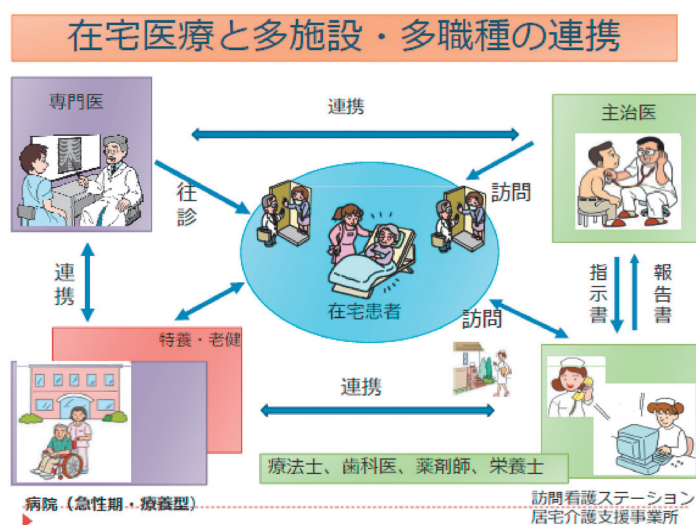 在宅医療と多施設・多職種の連携
専門医
連携
主治医
往診
訪問
連携
在宅患者
指示書
報告書
訪問
特養・老健
連携
療法士、歯科医、薬剤師、栄養士
病院（急性期・療養型）
訪問看護ステーション
居宅介護支援事業所